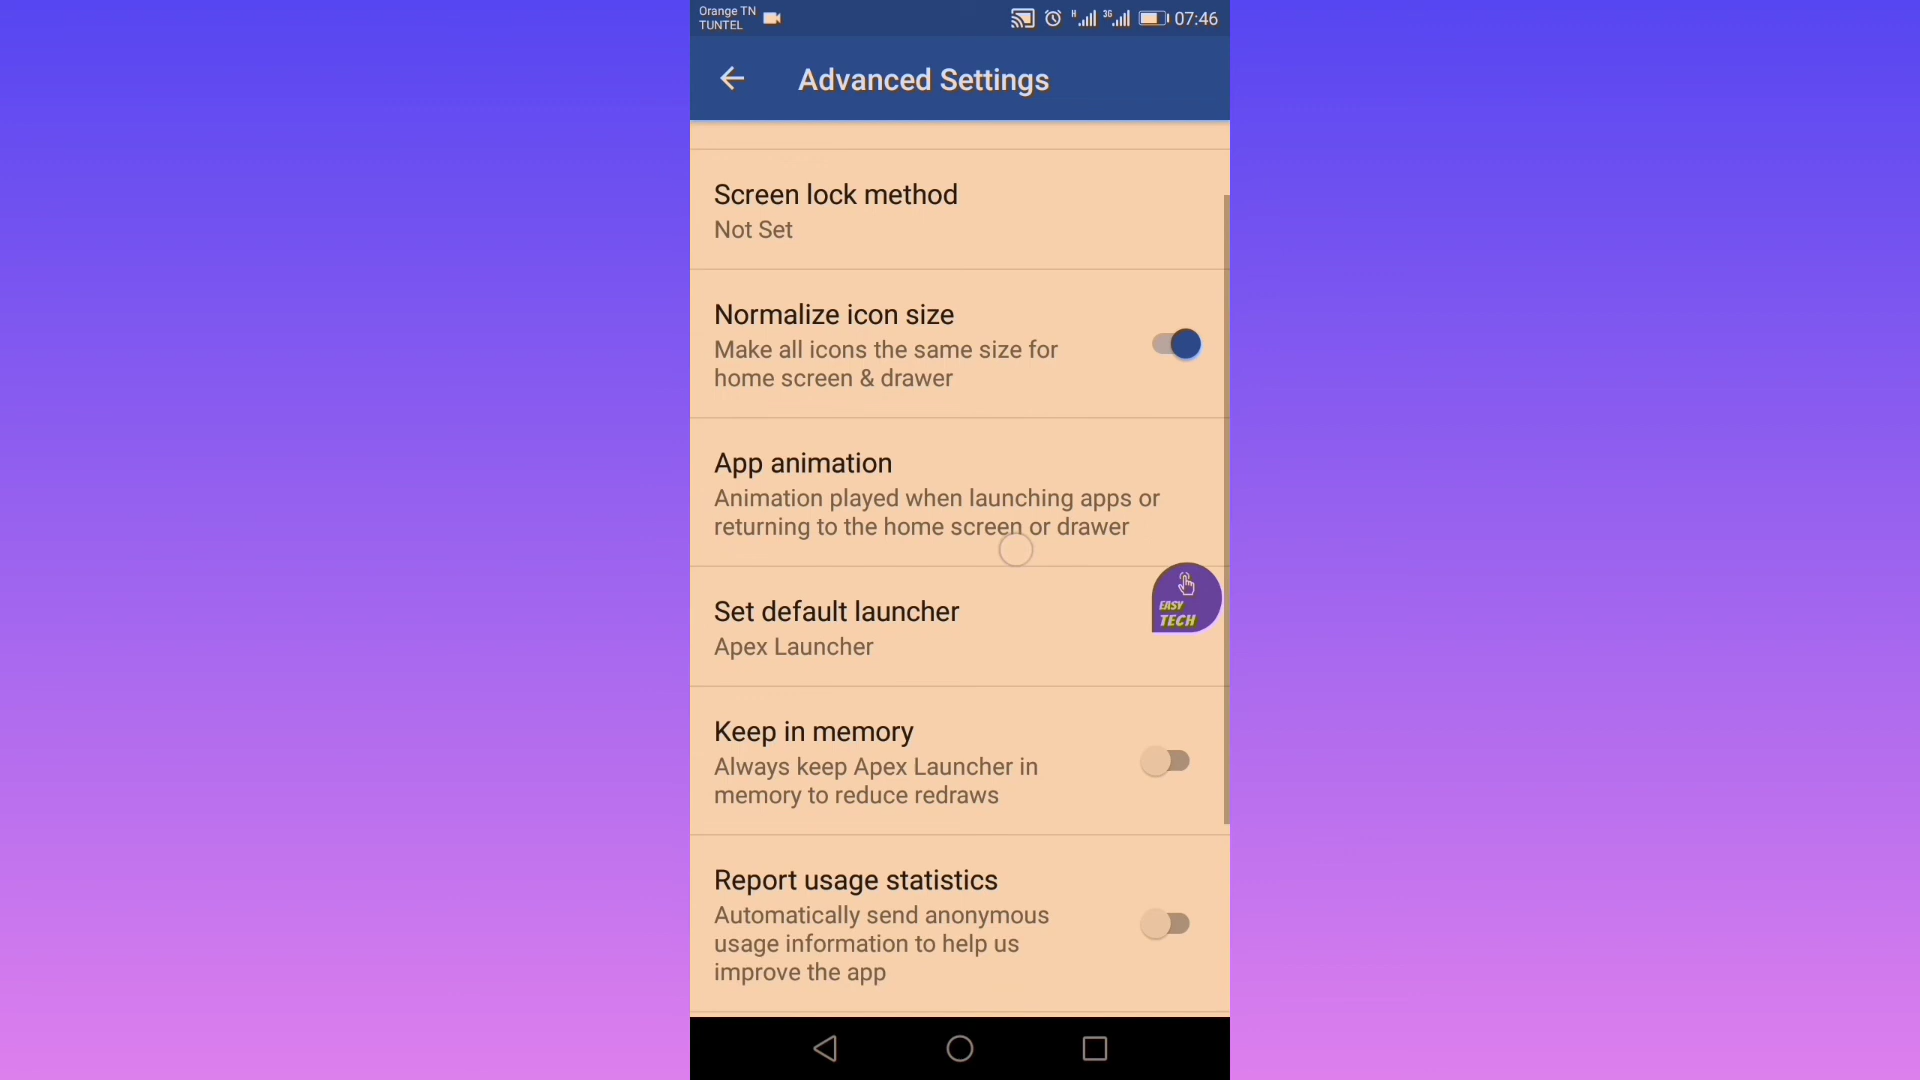 Orange TN
TUNTEL
H
3G
07:46
Advanced Settings
Screen lock method
Not Set
Normalize icon size
Make all icons the same size for
home screen & drawer
App animation
Animation played when launching apps or
returning to the home screen or drawer
EASY
TECH
Set default launcher
Apex Launcher
Keep in memory
Always keep Apex Launcher in
memory to reduce redraws
Report usage statistics
Automatically send anonymous
usage information to help us
improve the app